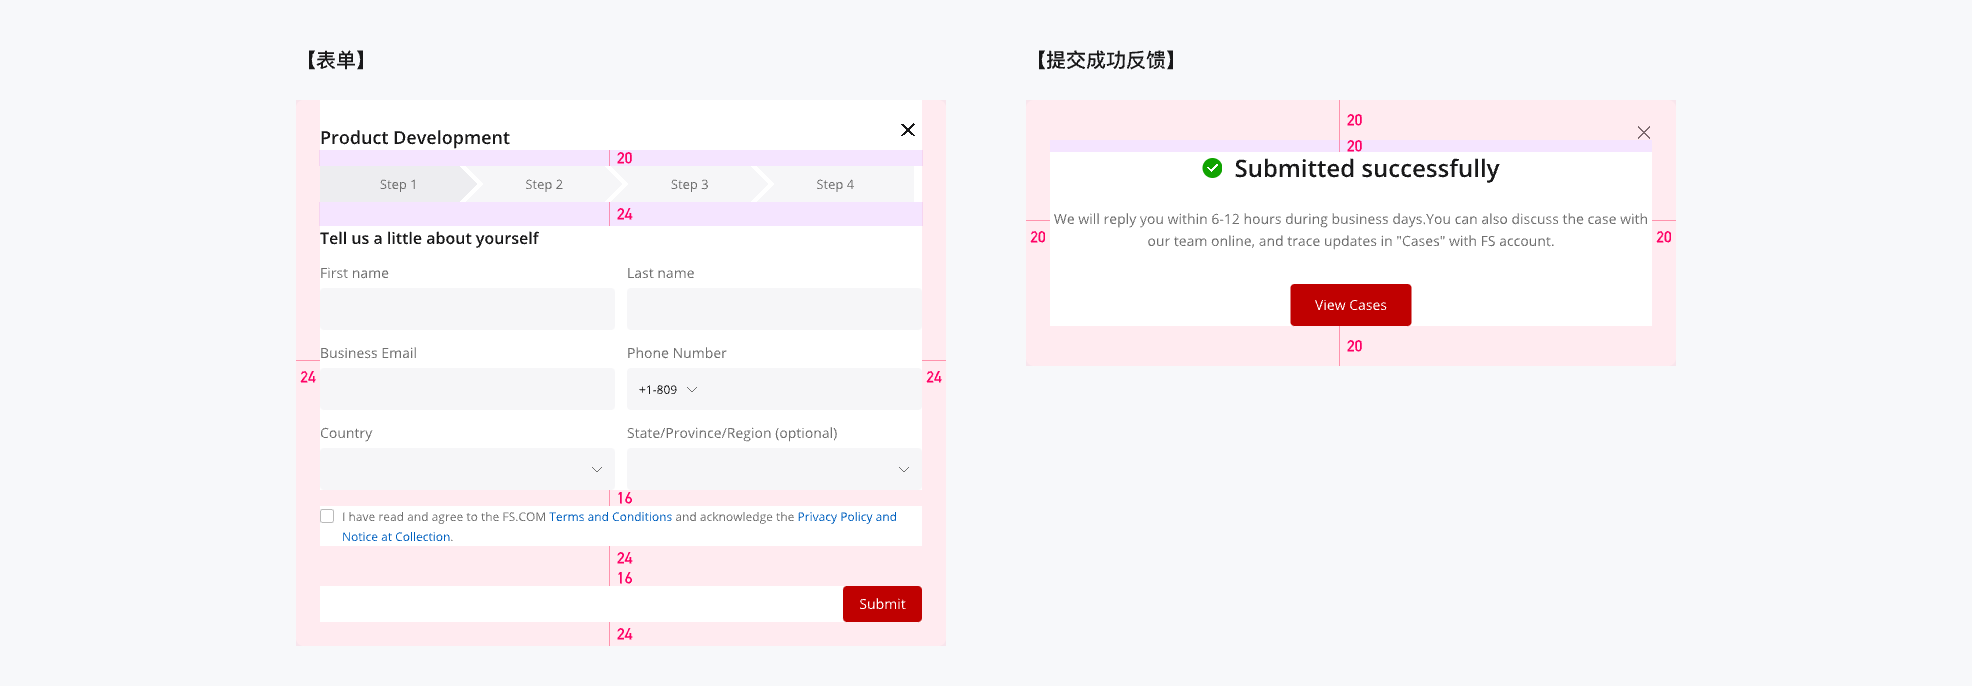 【表单】
Product Development
20
Step 1 Step 2 Step 3 Step 4
24
Tell us a little about yourself
First name Last name
Business Email Phone Number
24 +1-809 24
Country State/Province/Region (optional)
16
I have read and agree to the FS.COM Terms and Conditions and acknowledge the Privacy Policy and
Notice at Collection.
24
16
Submit
24
【提交成功反馈】
20
20
Submitted successfully
We will reply you within 6-12 hours during business days.You can also discuss the case with
20 20
our team online, and trace updates in "Cases" with FS account.
View Cases
20